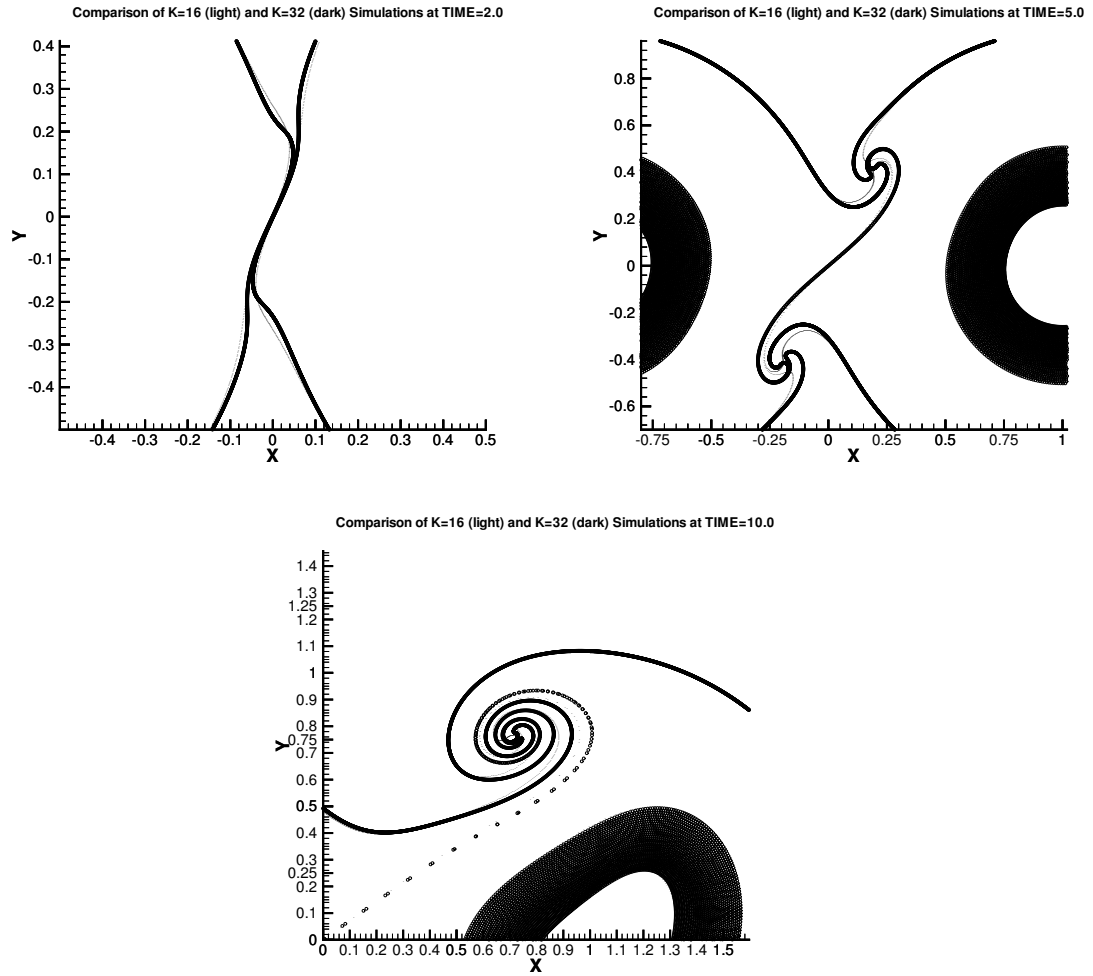 Comparison of K=16 (light) and K=32 (dark) Simulations at TIME=2.0
0.4
0.3
0.2
0.1
0
-0.1
-0.2
-0.3
-0.4
Y
-0.4 -0.3 -0.2 -0.1 0 0.1 0.2 0.3 0.4 0.5
X
Comparison of K=16 (light) and K=32 (dark) Simulations at TIME=5.0
0.8
0.6
0.4
0.2
0
-0.2
-0.4
-0.6
Y
-0.75 -0.5 -0.25 0 0.25 0.5 0.75 1
X
Comparison of K=16 (light) and K=32 (dark) Simulations at TIME=10.0
1.4
1.3
1.25
1.2
1.1
1
0.9
0.8
0.75
0.7
0.6
0.5
0.4
0.3
0.25
0.2
0.1
0
Y
0 0.1 0.2 0.3 0.4 0.5 0.6 0.7 0.8 0.9 1 1.1 1.2 1.3 1.4 1.5
X